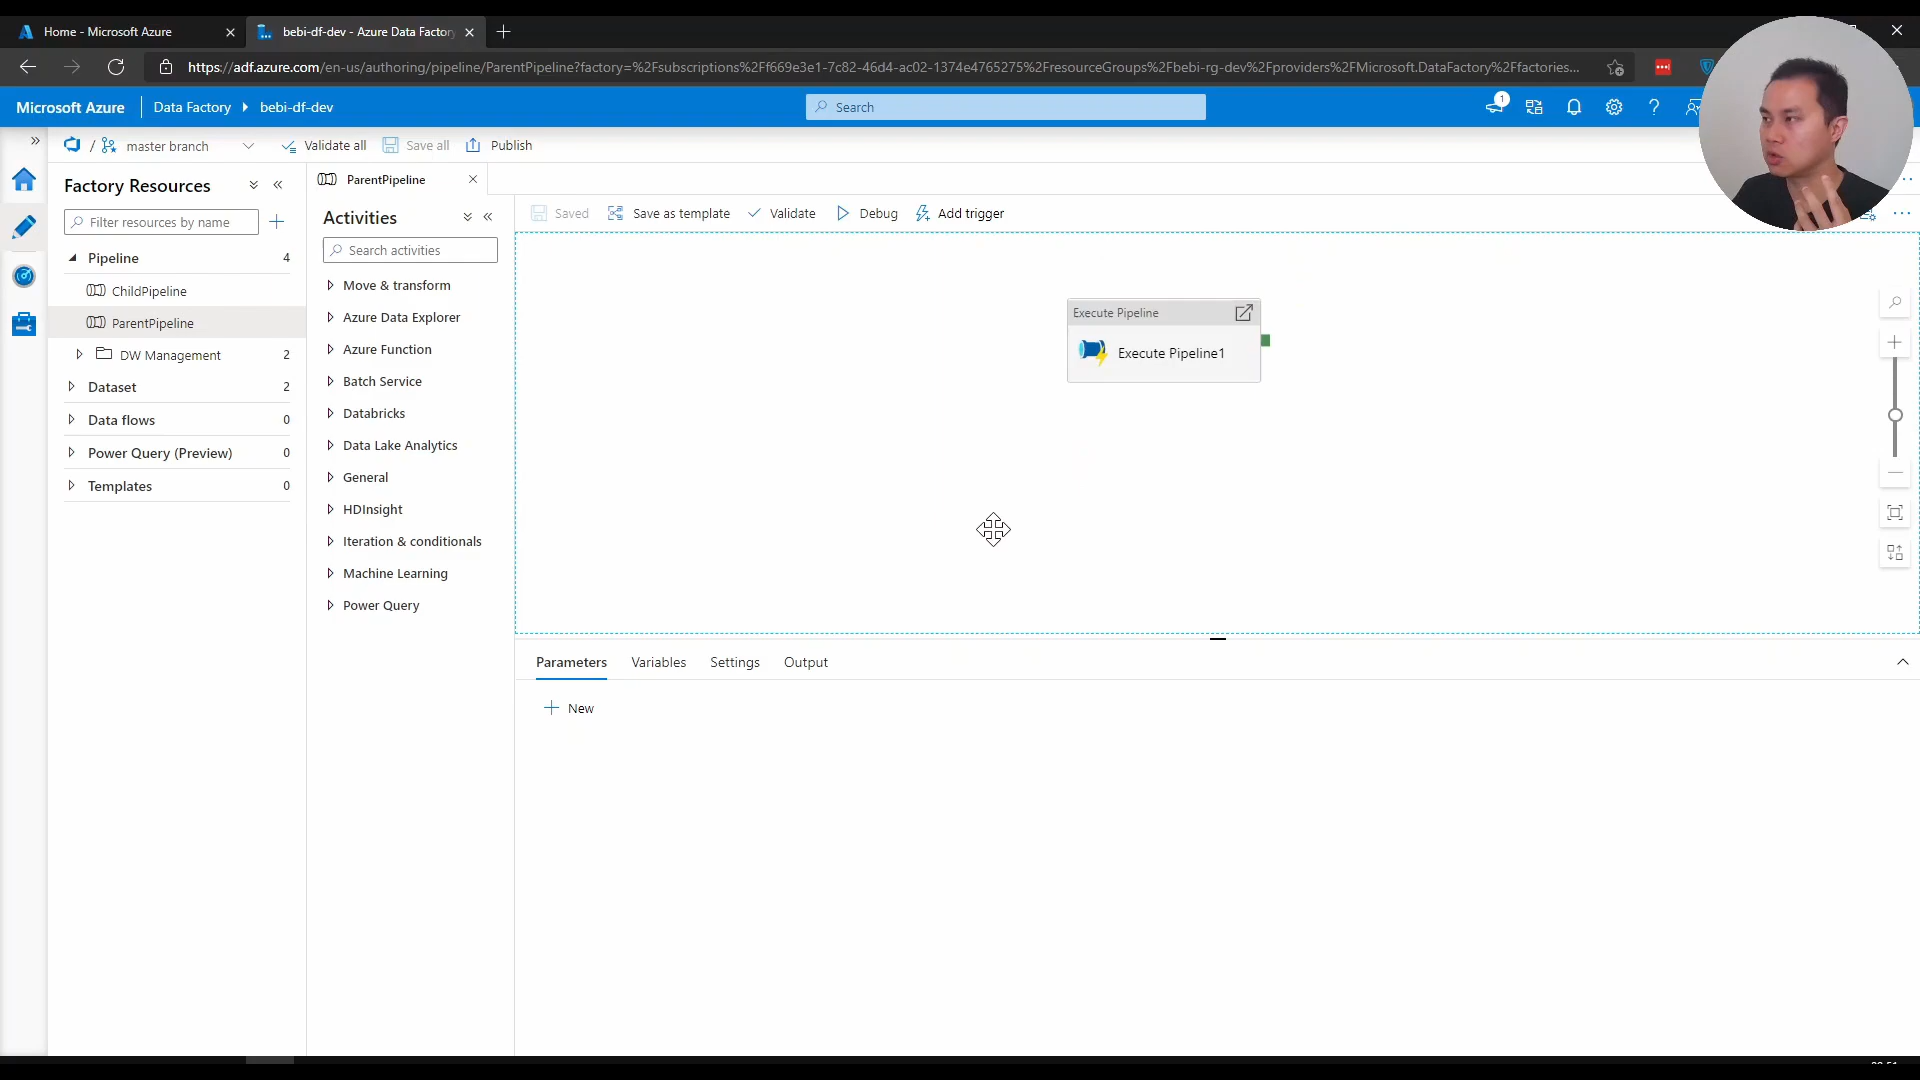 Home - Microsoft Azure
bebi-df-dev - Azure Data Factory
https://adf.azure.com/en-us/authoring/pipeline/ParentPipeline?factory=%2Fsubscriptions%2Ff669e3e1-7c82-46d4-ac02-1374e4765275%2FresourceGroups%2Fbebi-rg-dev%2Fproviders%2FMicrosoft.DataFactory%2Ffactories...
Microsoft Azure
Data Factory
bebi-df-dev
Search
1
/ master branch
Validate all
Save all
Publish
Factory Resources
Filter resources by name
Pipeline 4
ChildPipeline
ParentPipeline
DW Management 2
Dataset 2
Data flows 0
Power Query (Preview) 0
Templates 0
ParentPipeline
Activities
Search activities
Move & transform
Azure Data Explorer
Azure Function
Batch Service
Databricks
Data Lake Analytics
General
HDInsight
Iteration & conditionals
Machine Learning
Power Query
Saved
Save as template
Validate
Debug
Add trigger
Execute Pipeline
Execute Pipeline1
Parameters
Variables
Settings
Output
New